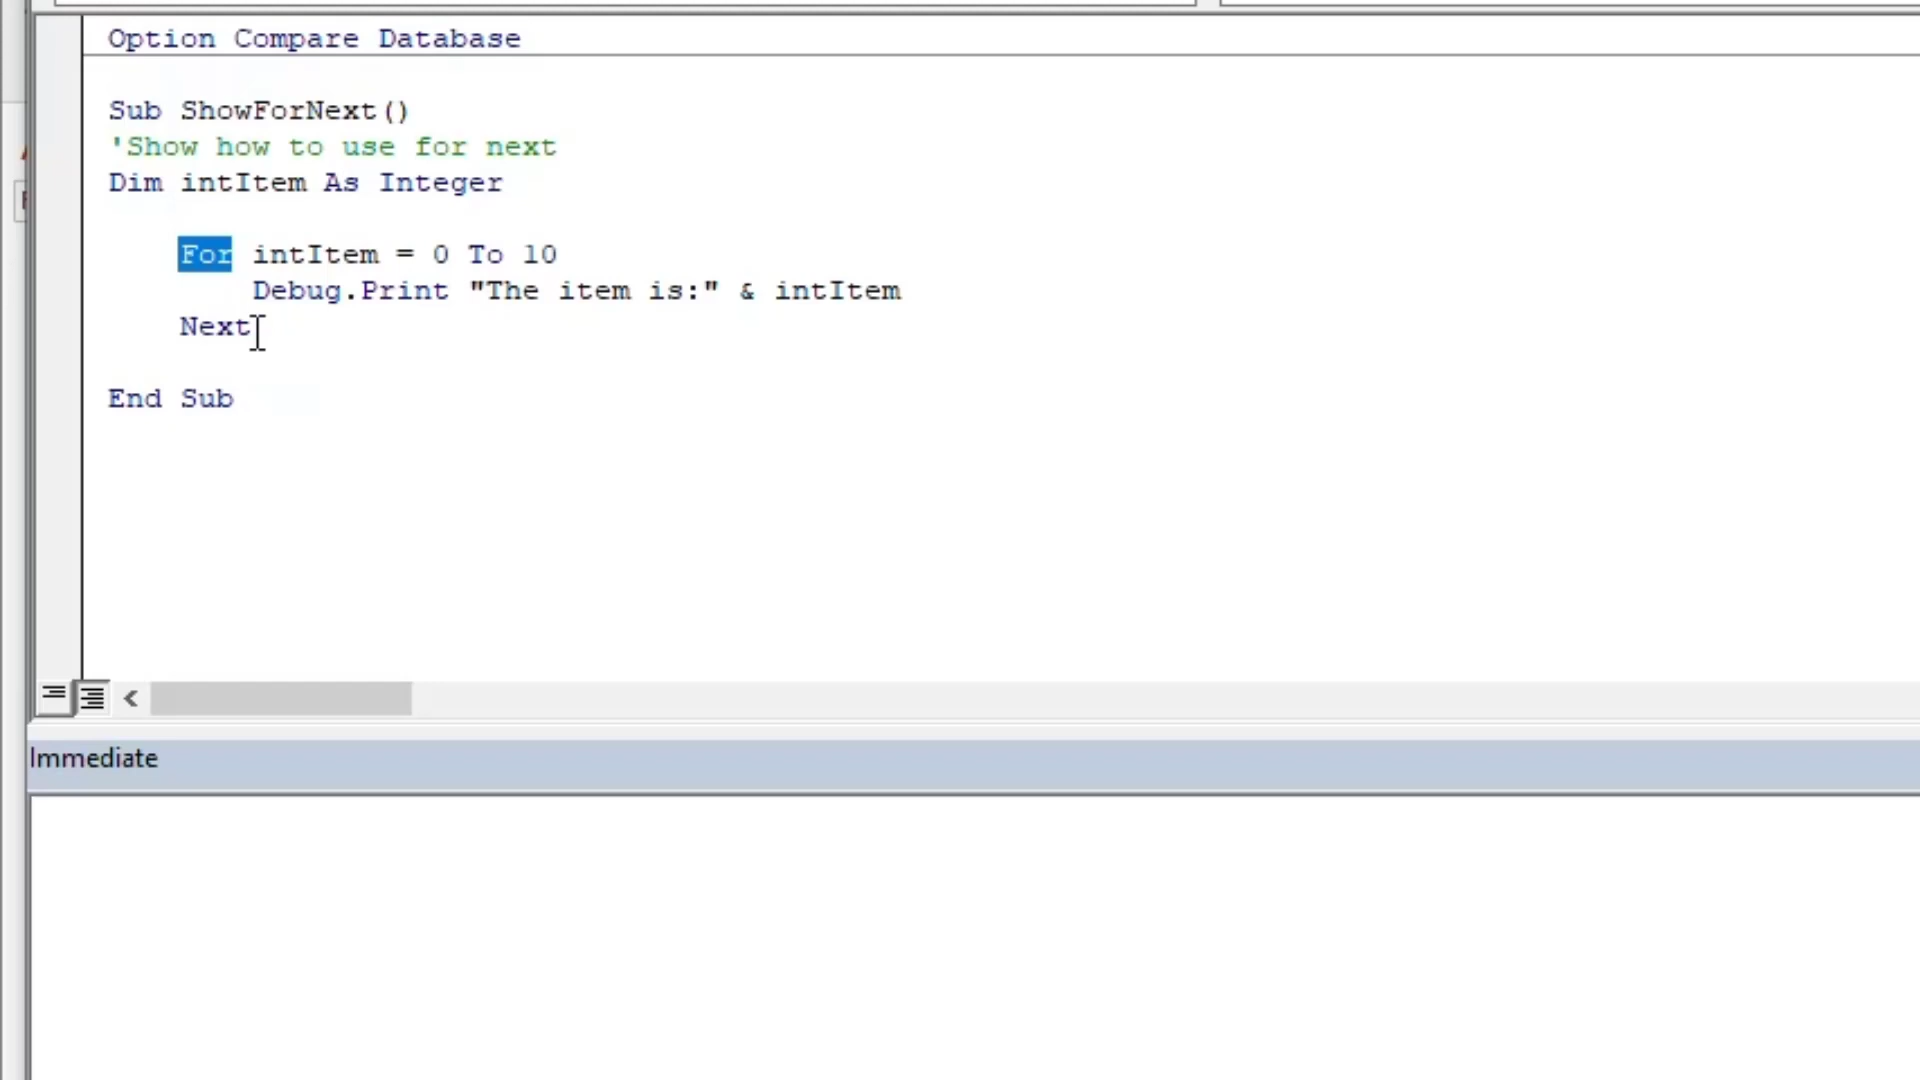 Option Compare Database
Sub ShowForNext()
'Show how to use for next
Dim intItem As Integer
For intItem = 0 To 10
Debug.Print "The item is:" & intItem
Next
End Sub
Immediate